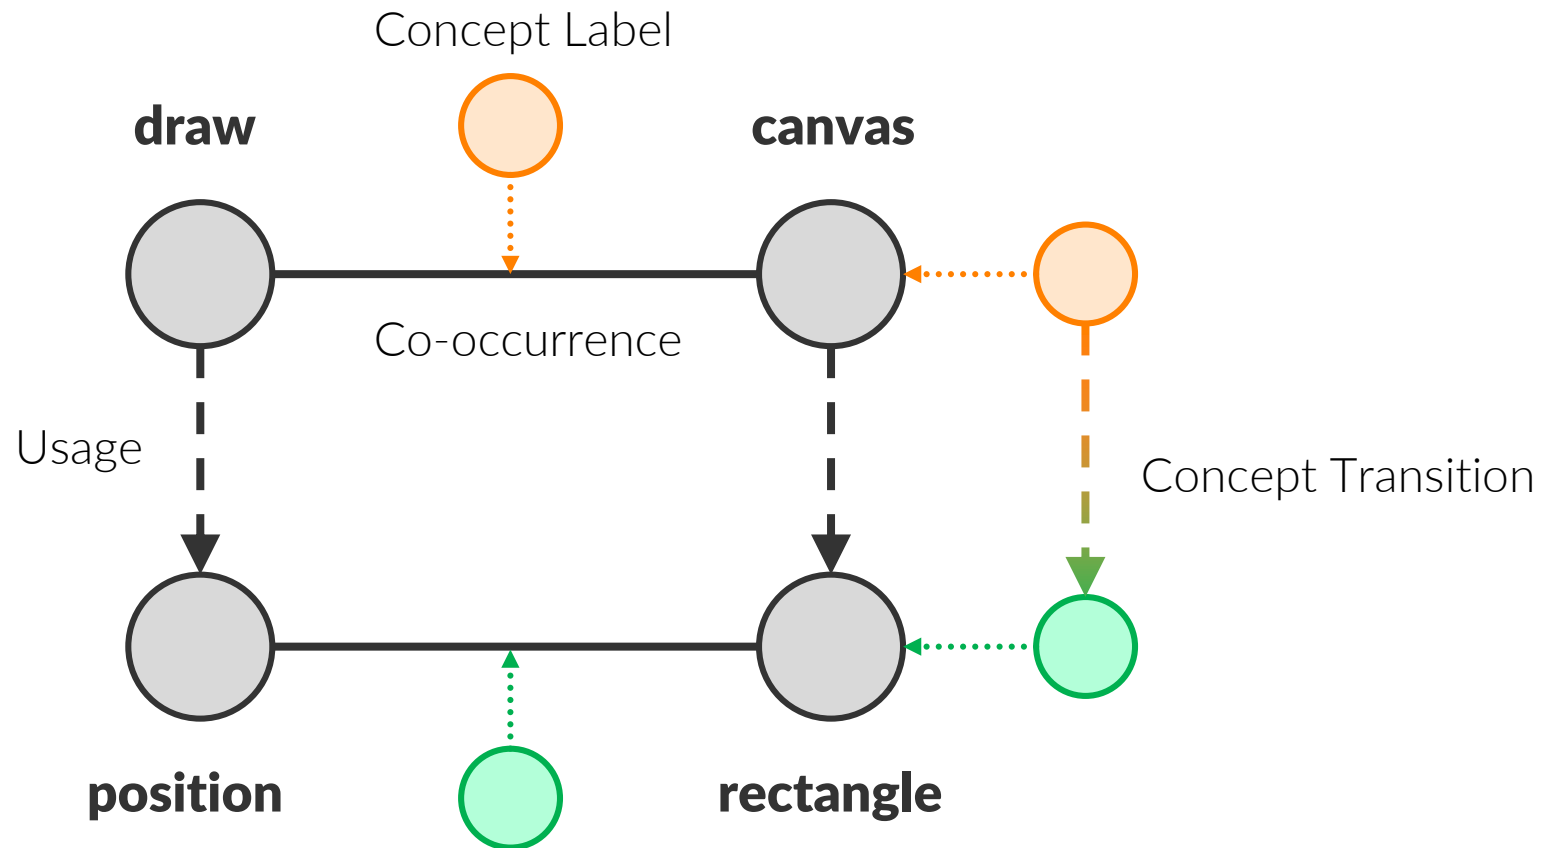 Concept Label
draw
canvas
Co-occurrence
Usage
Concept Transition
position
rectangle